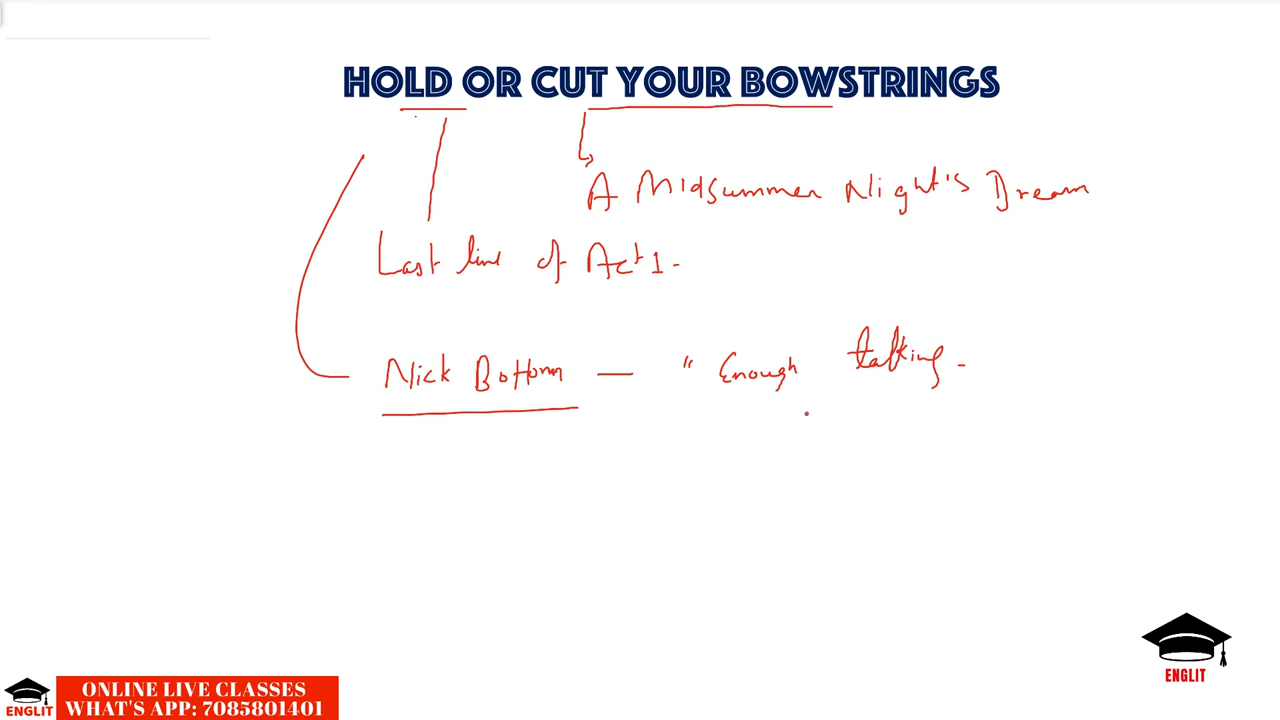 HOLD OR CUT YOUR BOWSTRINGS
A Midsummer Night's Dream
Last line of Act 1.
Nick Bottom — " Enough talking.
ENGLIT
ENGLIT
ONLINE LIVE CLASSES
WHAT'S APP: 7085801401